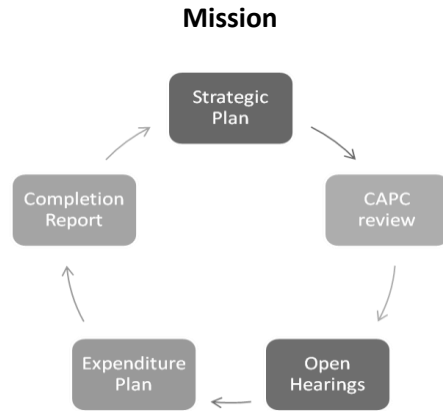 Mission
Strategic
Plan
CAPC
review
Open
Hearings
Expenditure
Plan
Completion
Report